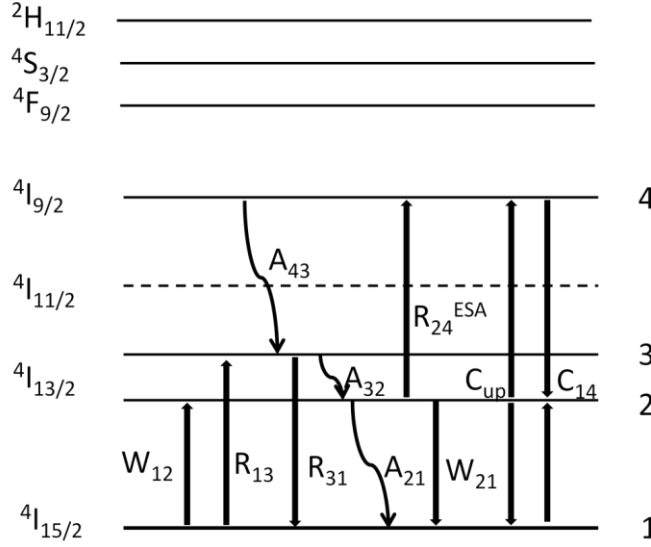 ²H₁₁/₂
⁴S₃/₂
⁴F₉/₂
⁴I₉/₂ 4
A₄₃
⁴I₁₁/₂
R₂₄ᴱˢᴬ
3
⁴I₁₃/₂ A₃₂ C_up C₁₄
2
W₁₂ R₁₃ R₃₁ A₂₁ W₂₁
⁴I₁₅/₂ 1